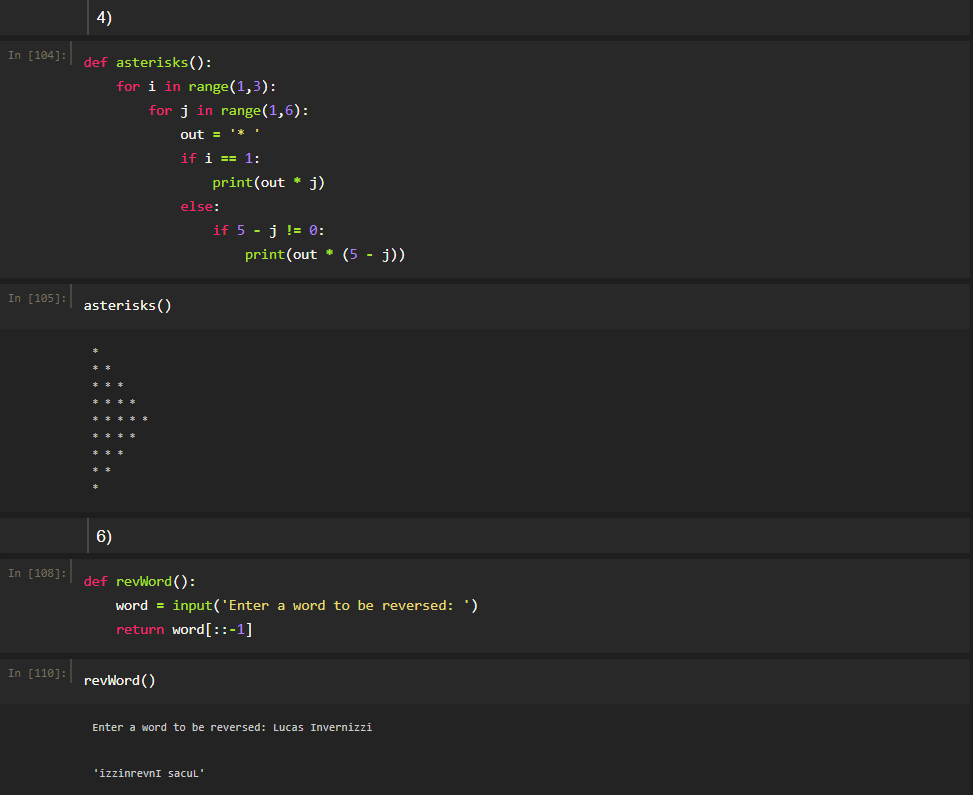 4)
In [104]:
def asterisks():
    for i in range(1,3):
        for j in range(1,6):
            out = '* '
            if i == 1:
                print(out * j)
            else:
                if 5 - j != 0:
                    print(out * (5 - j))
In [105]:
asterisks()
*
* *
* * *
* * * *
* * * * *
* * * *
* * *
* *
*
6)
In [108]:
def revWord():
    word = input('Enter a word to be reversed: ')
    return word[::-1]
In [110]:
revWord()
Enter a word to be reversed: Lucas Invernizzi
'izzinrevnI sacuL'